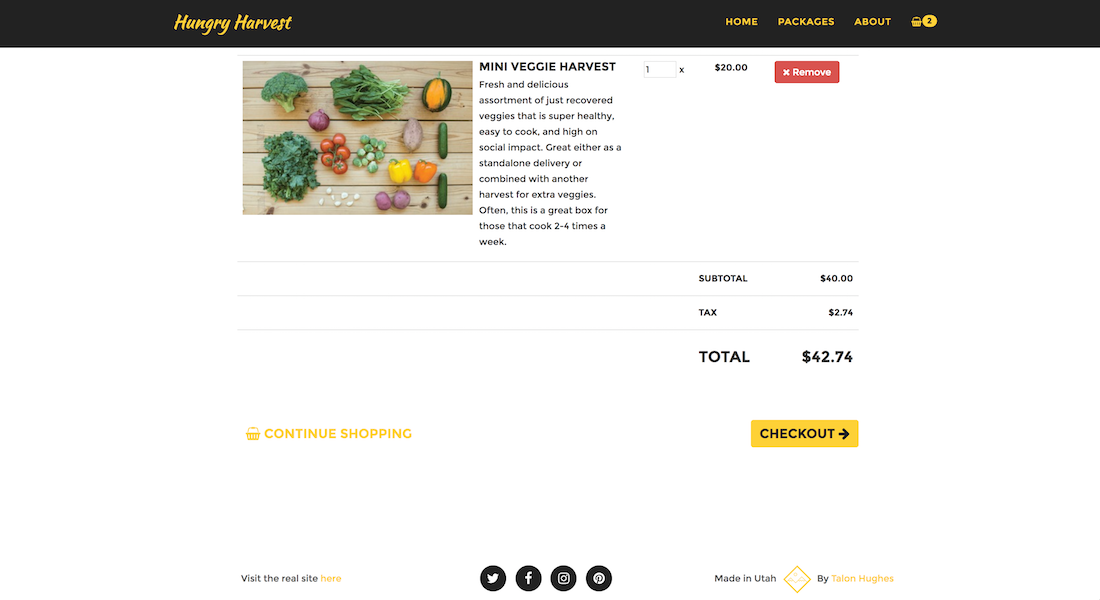 Hungry Harvest
HOME PACKAGES ABOUT 2
MINI VEGGIE HARVEST
1 x $20.00 Remove
Fresh and delicious
assortment of just recovered
veggies that is super healthy,
easy to cook, and high on
social impact. Great either as a
standalone delivery or
combined with another
harvest for extra veggies.
Often, this is a great box for
those that cook 2-4 times a
week.
SUBTOTAL $40.00
TAX $2.74
TOTAL $42.74
CONTINUE SHOPPING CHECKOUT
Visit the real site here
Made in Utah By Talon Hughes